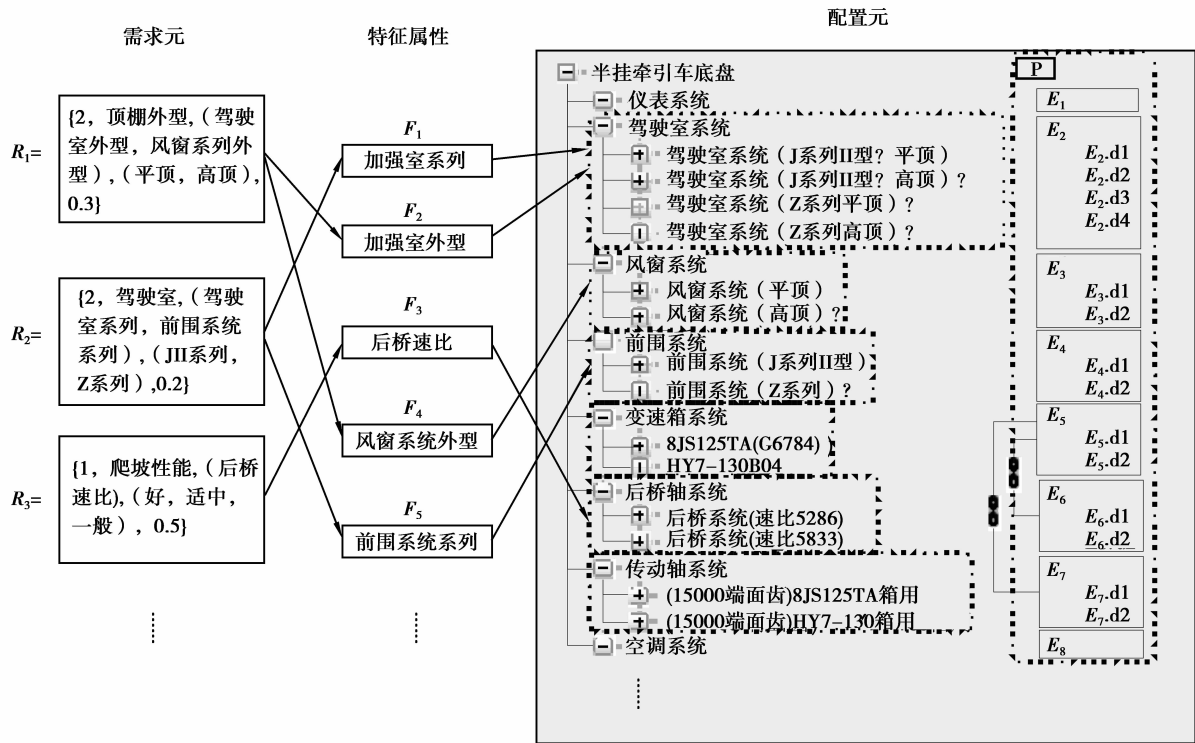 需求元
特征属性
配置元
R1=
{2，顶棚外型,（驾驶
室外型，风窗系列外
型）,（平顶，高顶）,
0.3}
R2=
{2，驾驶室,（驾驶
室系列，前围系统
系列）,（JII系列，
Z系列）,0.2}
R3=
{1，爬坡性能,（后桥
速比),（好，适中，
一般），0.5}
F1
加强室系列
F2
加强室外型
F3
后桥速比
F4
风窗系统外型
F5
前围系统系列
半挂牵引车底盘
仪表系统
驾驶室系统
驾驶室系统（J系列II型？平顶）
驾驶室系统（J系列II型？高顶）？
驾驶室系统（Z系列平顶）？
驾驶室系统（Z系列高顶）？
风窗系统
风窗系统（平顶）
风窗系统（高顶）？
前围系统
前围系统（J系列II型）
前围系统（Z系列）？
变速箱系统
8JS125TA(G6784)
HY7-130B04
后桥轴系统
后桥系统(速比5286)
后桥系统(速比5833)
传动轴系统
(15000端面齿)8JS125TA箱用
(15000端面齿)HY7-130箱用
空调系统
P
E1
E2
E2.d1
E2.d2
E2.d3
E2.d4
E3
E3.d1
E3.d2
E4
E4.d1
E4.d2
E5
E5.d1
E5.d2
E6
E6.d1
E6.d2
E7
E7.d1
E7.d2
E8